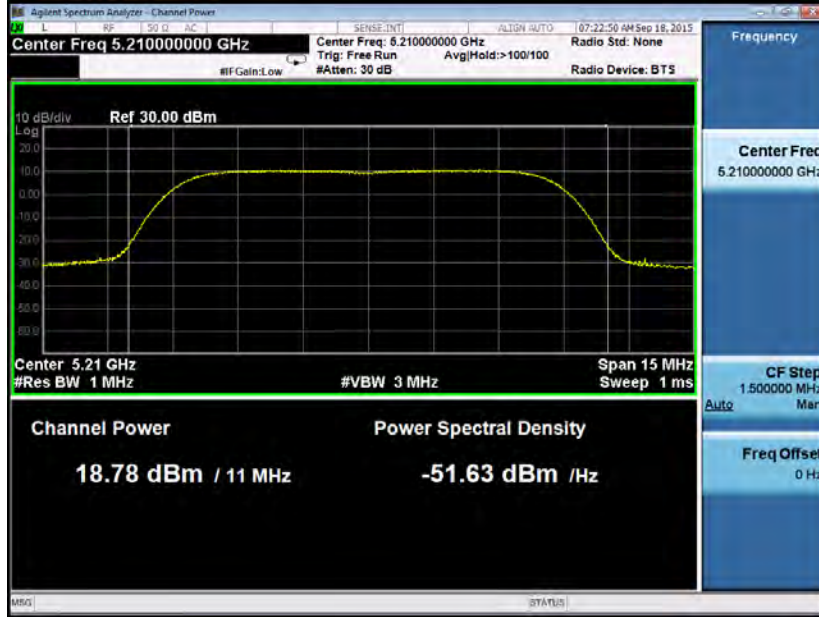 Agilent Spectrum Analyzer - Channel Power
L RF 50 Ω AC SENSE:INT ALIGN AUTO 07:22:50 AM Sep 18, 2015
Center Freq 5.210000000 GHz
Center Freq: 5.210000000 GHz
Radio Std: None
Trig: Free Run Avg|Hold:>100/100
#IFGain:Low #Atten: 30 dB Radio Device: BTS
Frequency
10 dB/div Ref 30.00 dBm
Log
20.0
10.0
0.00
-10.0
-20.0
-30.0
-40.0
-50.0
-60.0
Center Freq
5.210000000 GHz
Center 5.21 GHz Span 15 MHz
#Res BW 1 MHz #VBW 3 MHz Sweep 1 ms
CF Step
1.500000 MHz
Auto Man
Channel Power Power Spectral Density
18.78 dBm / 11 MHz -51.63 dBm /Hz
Freq Offset
0 Hz
MSG STATUS